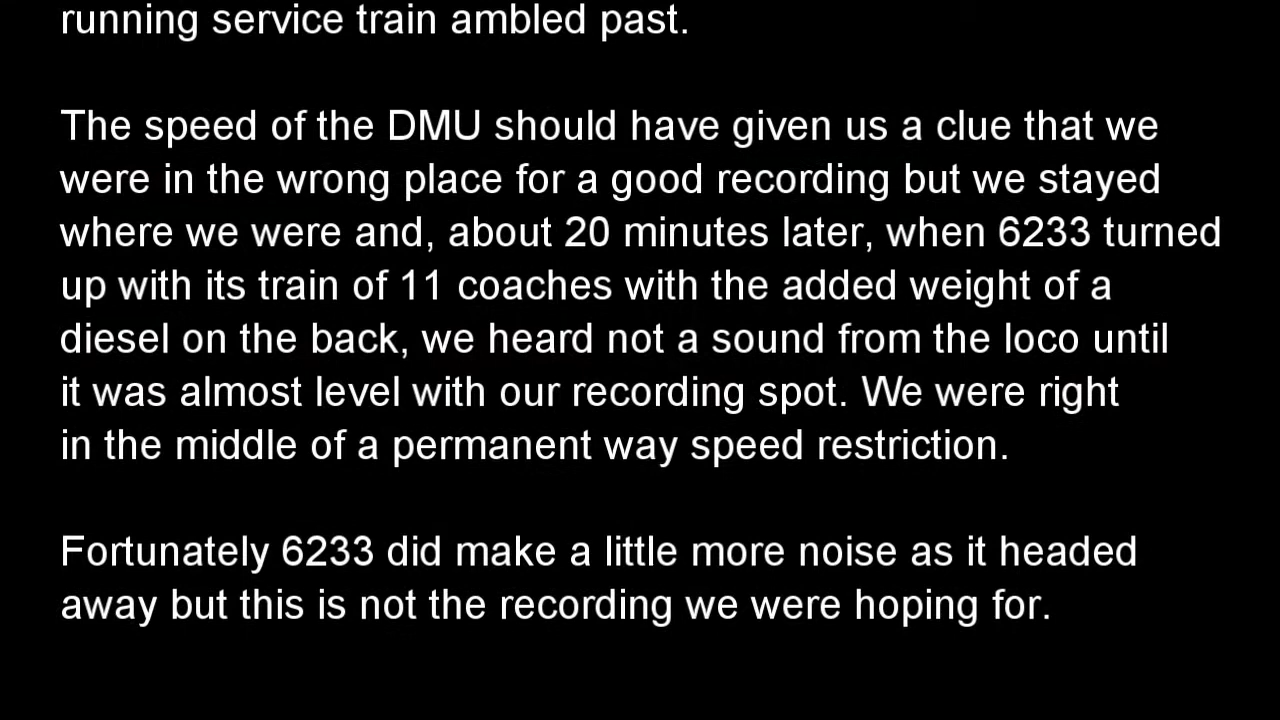 running service train ambled past.
The speed of the DMU should have given us a clue that we
were in the wrong place for a good recording but we stayed
where we were and, about 20 minutes later, when 6233 turned
up with its train of 11 coaches with the added weight of a
diesel on the back, we heard not a sound from the loco until
it was almost level with our recording spot. We were right
in the middle of a permanent way speed restriction.
Fortunately 6233 did make a little more noise as it headed
away but this is not the recording we were hoping for.